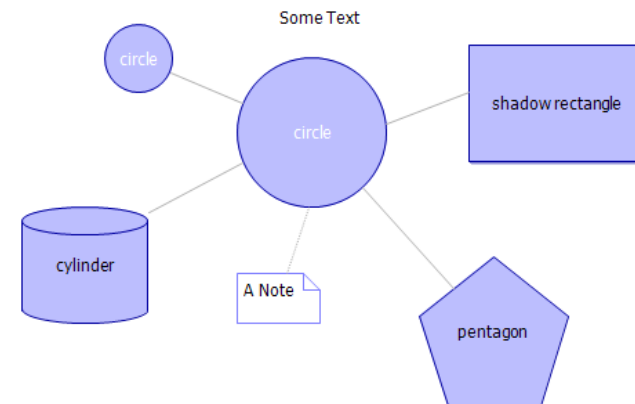 Some Text
circle
circle
shadow rectangle
cylinder
A Note
pentagon